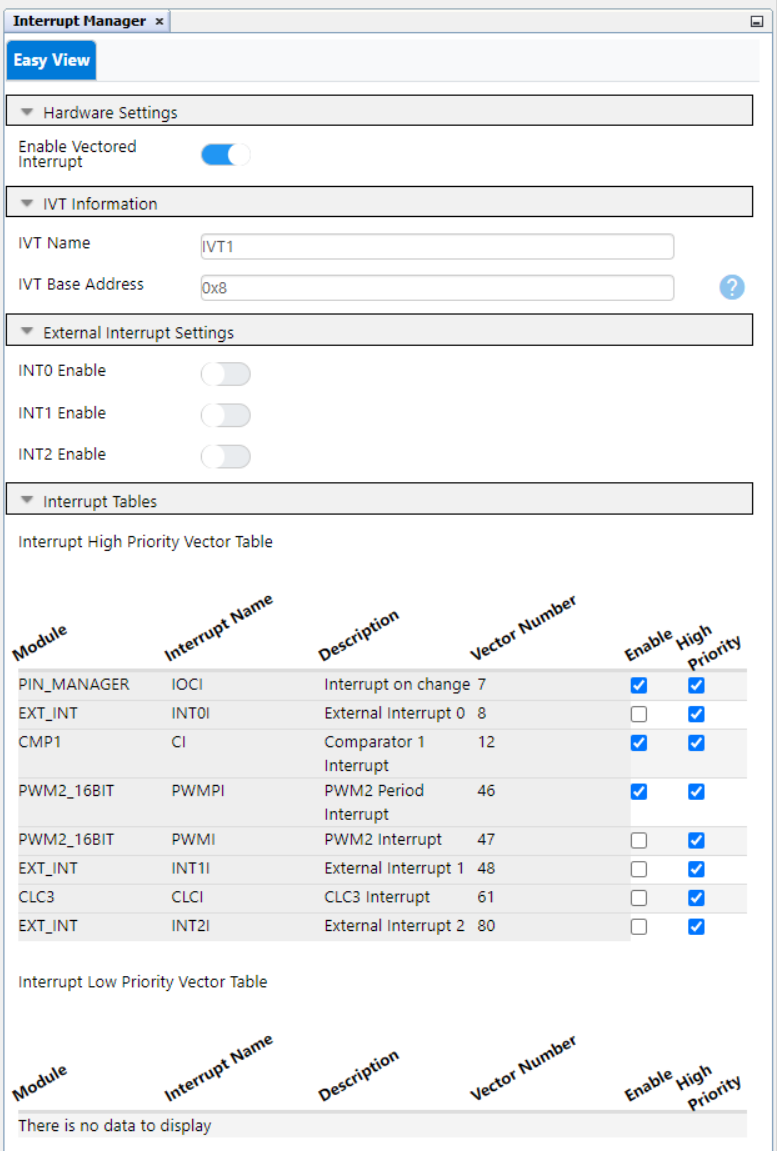 Interrupt Manager ×
Easy View
Hardware Settings
Enable Vectored
Interrupt
IVT Information
IVT Name IVT1
IVT Base Address 0x8 ?
External Interrupt Settings
INT0 Enable
INT1 Enable
INT2 Enable
Interrupt Tables
Interrupt High Priority Vector Table
Module Interrupt Name Description Vector Number Enable High Priority
PIN_MANAGER IOCI Interrupt on change 7
EXT_INT INT0I External Interrupt 0 8
CMP1 CI Comparator 1 12
Interrupt
PWM2_16BIT PWMPI PWM2 Period 46
Interrupt
PWM2_16BIT PWMI PWM2 Interrupt 47
EXT_INT INT1I External Interrupt 1 48
CLC3 CLCI CLC3 Interrupt 61
EXT_INT INT2I External Interrupt 2 80
Interrupt Low Priority Vector Table
Module Interrupt Name Description Vector Number Enable High Priority
There is no data to display